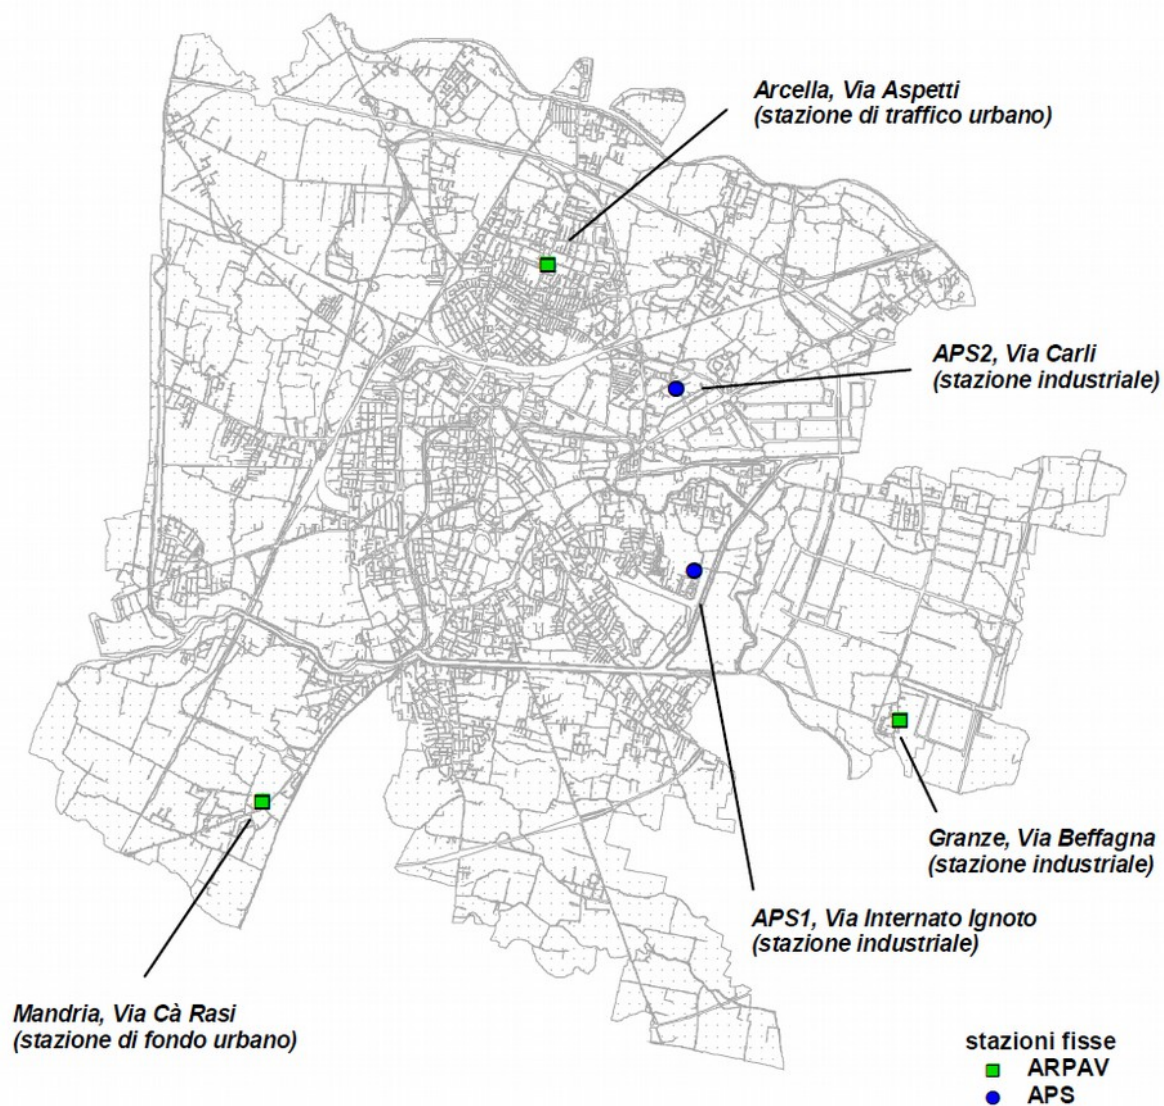 Arcella, Via Aspetti
(stazione di traffico urbano)
APS2, Via Carli
(stazione industriale)
Granze, Via Beffagna
(stazione industriale)
APS1, Via Internato Ignoto
(stazione industriale)
Mandria, Via Cà Rasi
(stazione di fondo urbano)
stazioni fisse
ARPAV
APS